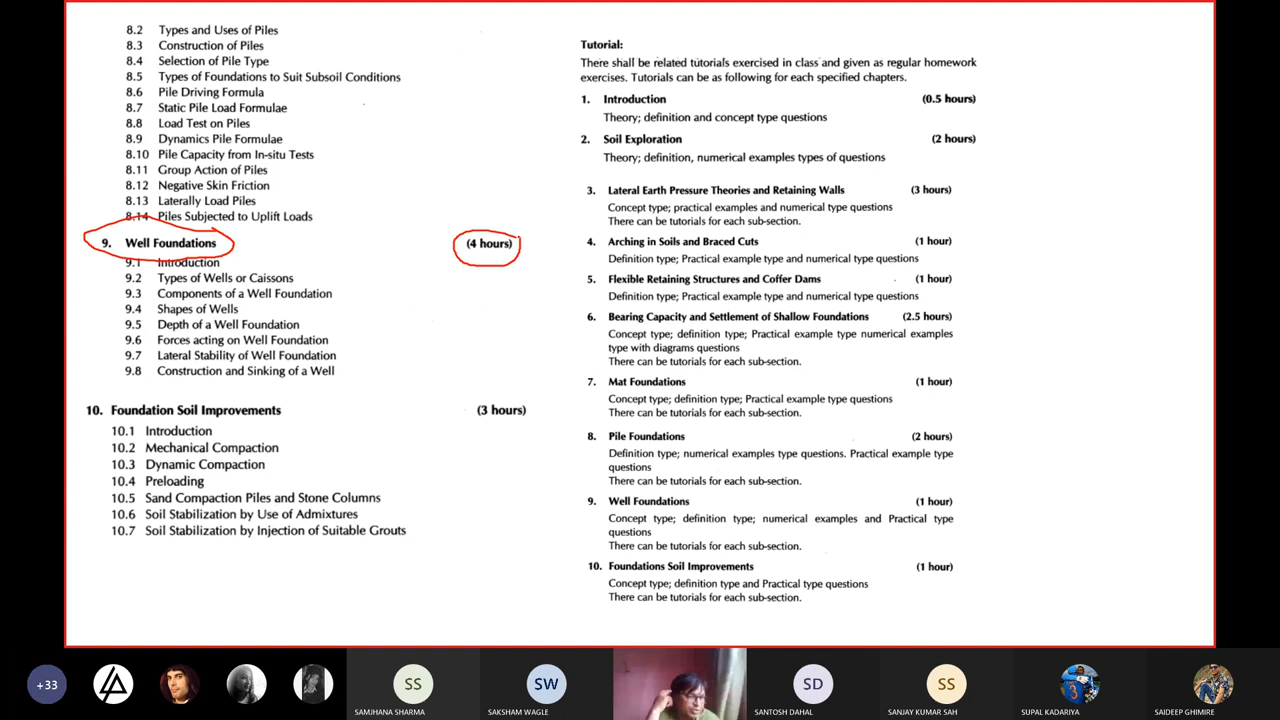 8.2 Types and Uses of Piles
8.3 Construction of Piles
8.4 Selection of Pile Type
8.5 Types of Foundations to Suit Subsoil Conditions
8.6 Pile Driving Formula
8.7 Static Pile Load Formulae
8.8 Load Test on Piles
8.9 Dynamics Pile Formulae
8.10 Pile Capacity from In-situ Tests
8.11 Group Action of Piles
8.12 Negative Skin Friction
8.13 Laterally Load Piles
8.14 Piles Subjected to Uplift Loads
9. Well Foundations (4 hours)
9.1 Introduction
9.2 Types of Wells or Caissons
9.3 Components of a Well Foundation
9.4 Shapes of Wells
9.5 Depth of a Well Foundation
9.6 Forces acting on Well Foundation
9.7 Lateral Stability of Well Foundation
9.8 Construction and Sinking of a Well
10. Foundation Soil Improvements (3 hours)
10.1 Introduction
10.2 Mechanical Compaction
10.3 Dynamic Compaction
10.4 Preloading
10.5 Sand Compaction Piles and Stone Columns
10.6 Soil Stabilization by Use of Admixtures
10.7 Soil Stabilization by Injection of Suitable Grouts
Tutorial:
There shall be related tutorials exercised in class and given as regular homework
exercises. Tutorials can be as following for each specified chapters.
1. Introduction (0.5 hours)
Theory; definition and concept type questions
2. Soil Exploration (2 hours)
Theory; definition, numerical examples types of questions
3. Lateral Earth Pressure Theories and Retaining Walls (3 hours)
Concept type; practical examples and numerical type questions
There can be tutorials for each sub-section.
4. Arching in Soils and Braced Cuts (1 hour)
Definition type; Practical example type and numerical type questions
5. Flexible Retaining Structures and Coffer Dams (1 hour)
Definition type; Practical example type and numerical type questions
6. Bearing Capacity and Settlement of Shallow Foundations (2.5 hours)
Concept type; definition type; Practical example type numerical examples
type with diagrams questions
There can be tutorials for each sub-section.
7. Mat Foundations (1 hour)
Concept type; definition type; Practical example type questions
There can be tutorials for each sub-section.
8. Pile Foundations (2 hours)
Definition type; numerical examples type questions. Practical example type
questions
There can be tutorials for each sub-section.
9. Well Foundations (1 hour)
Concept type; definition type; numerical examples and Practical type
questions
There can be tutorials for each sub-section.
10. Foundations Soil Improvements (1 hour)
Concept type; definition type and Practical type questions
There can be tutorials for each sub-section.
+33
SS
SW
SD
SS
3
SAMJHANA SHARMA
SAKSHAM WAGLE
SANTOSH DAHAL
SANJAY KUMAR SAH
SUPAL KADARIYA
SAIDEEP GHIMIRE